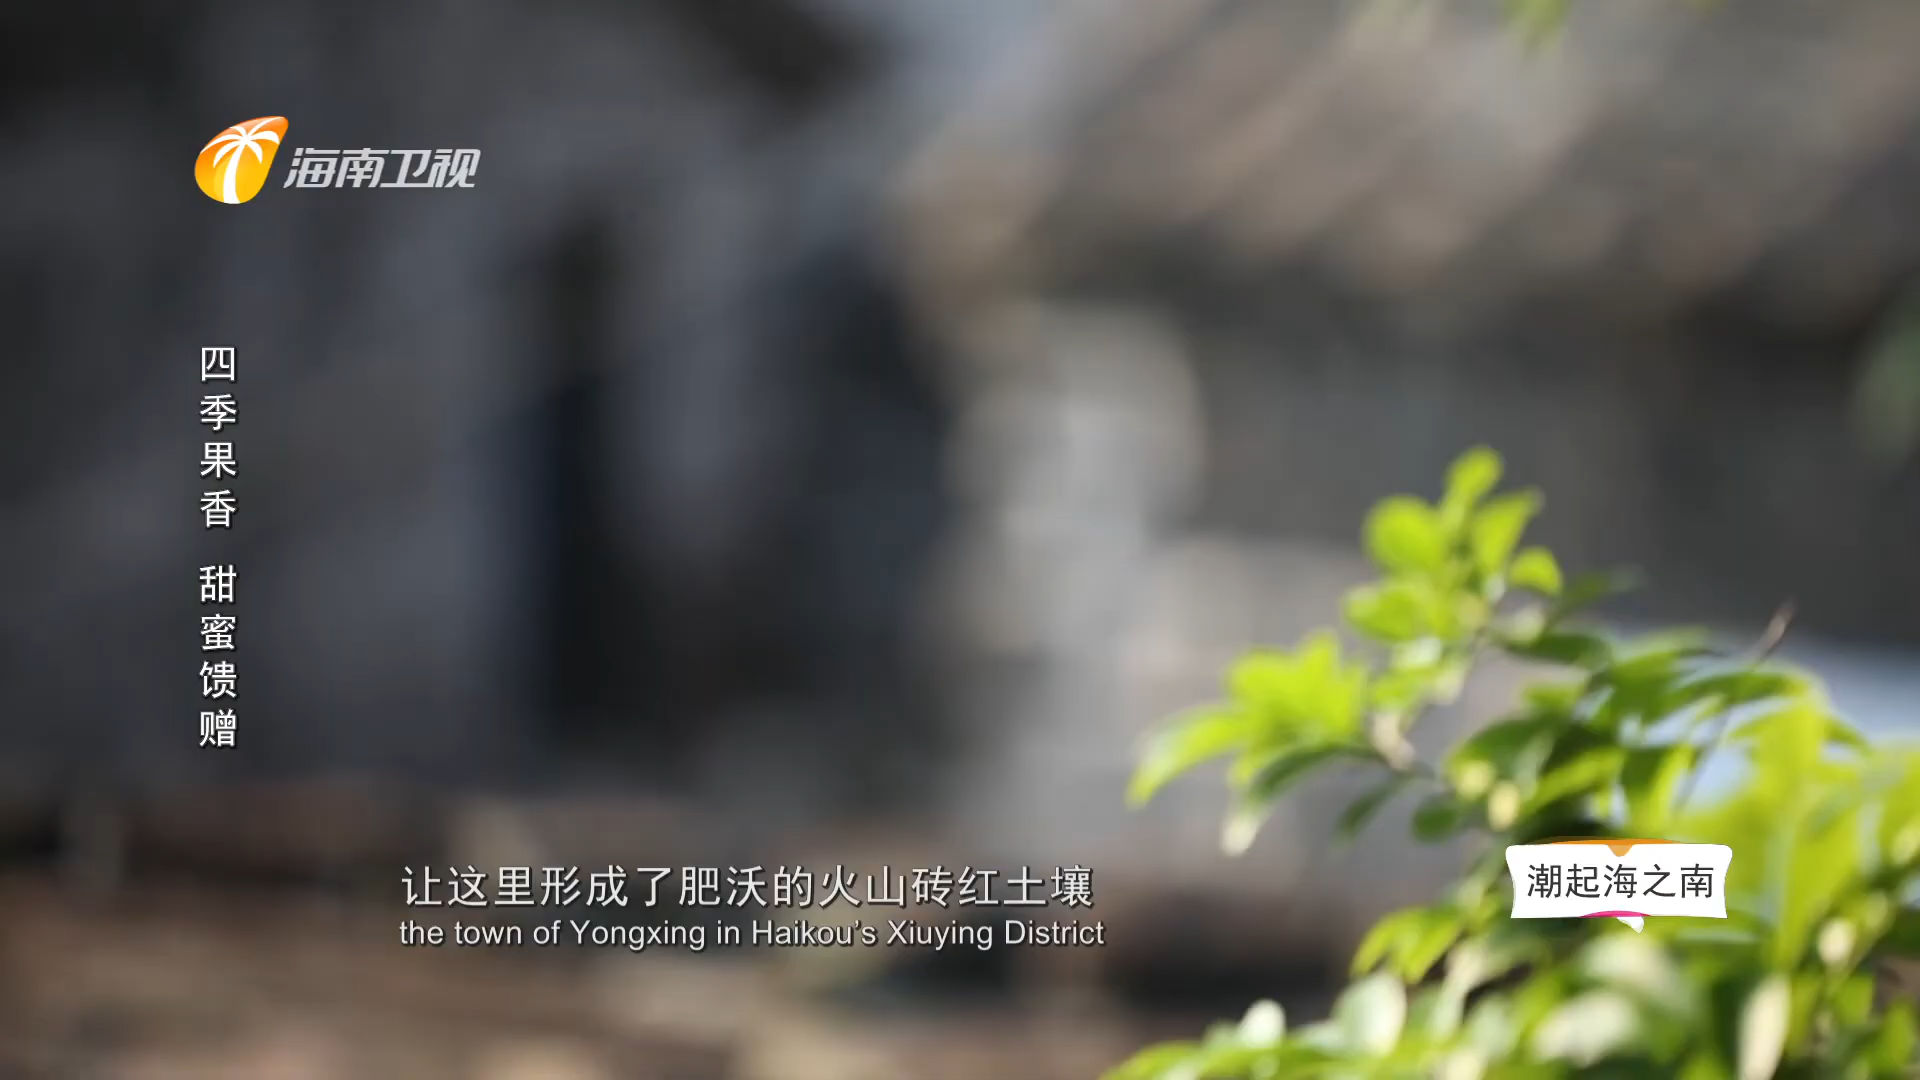 海南卫视
四季果香 甜蜜馈赠
让这里形成了肥沃的火山砖红土壤
the town of Yongxing in Haikou's Xiuying District
潮起海之南